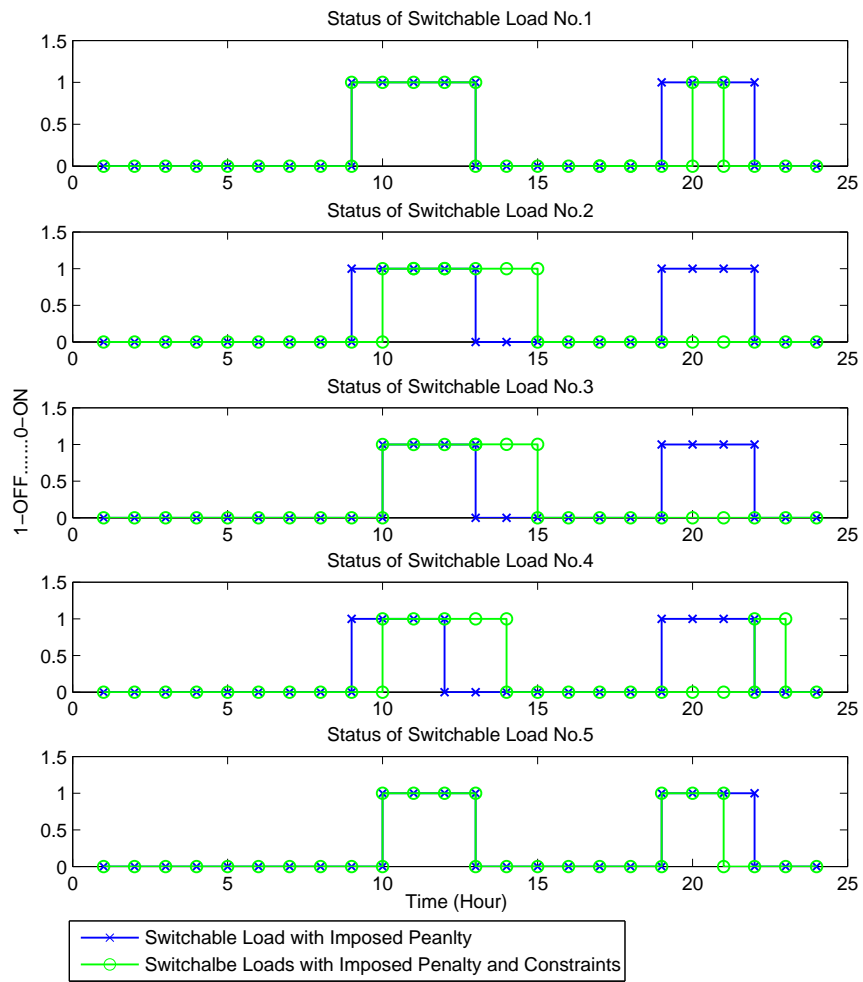 Status of Switchable Load No.1
1.5
1
0.5
0
0 5 10 15 20 25
Status of Switchable Load No.2
1.5
1
0.5
0
0 5 10 15 20 25
Status of Switchable Load No.3
1.5
1
0.5
0
0 5 10 15 20 25
1−OFF.......0−ON
Status of Switchable Load No.4
1.5
1
0.5
0
0 5 10 15 20 25
Status of Switchable Load No.5
1.5
1
0.5
0
0 5 10 15 20 25
Time (Hour)
Switchable Load with Imposed Peanlty
Switchalbe Loads with Imposed Penalty and Constraints